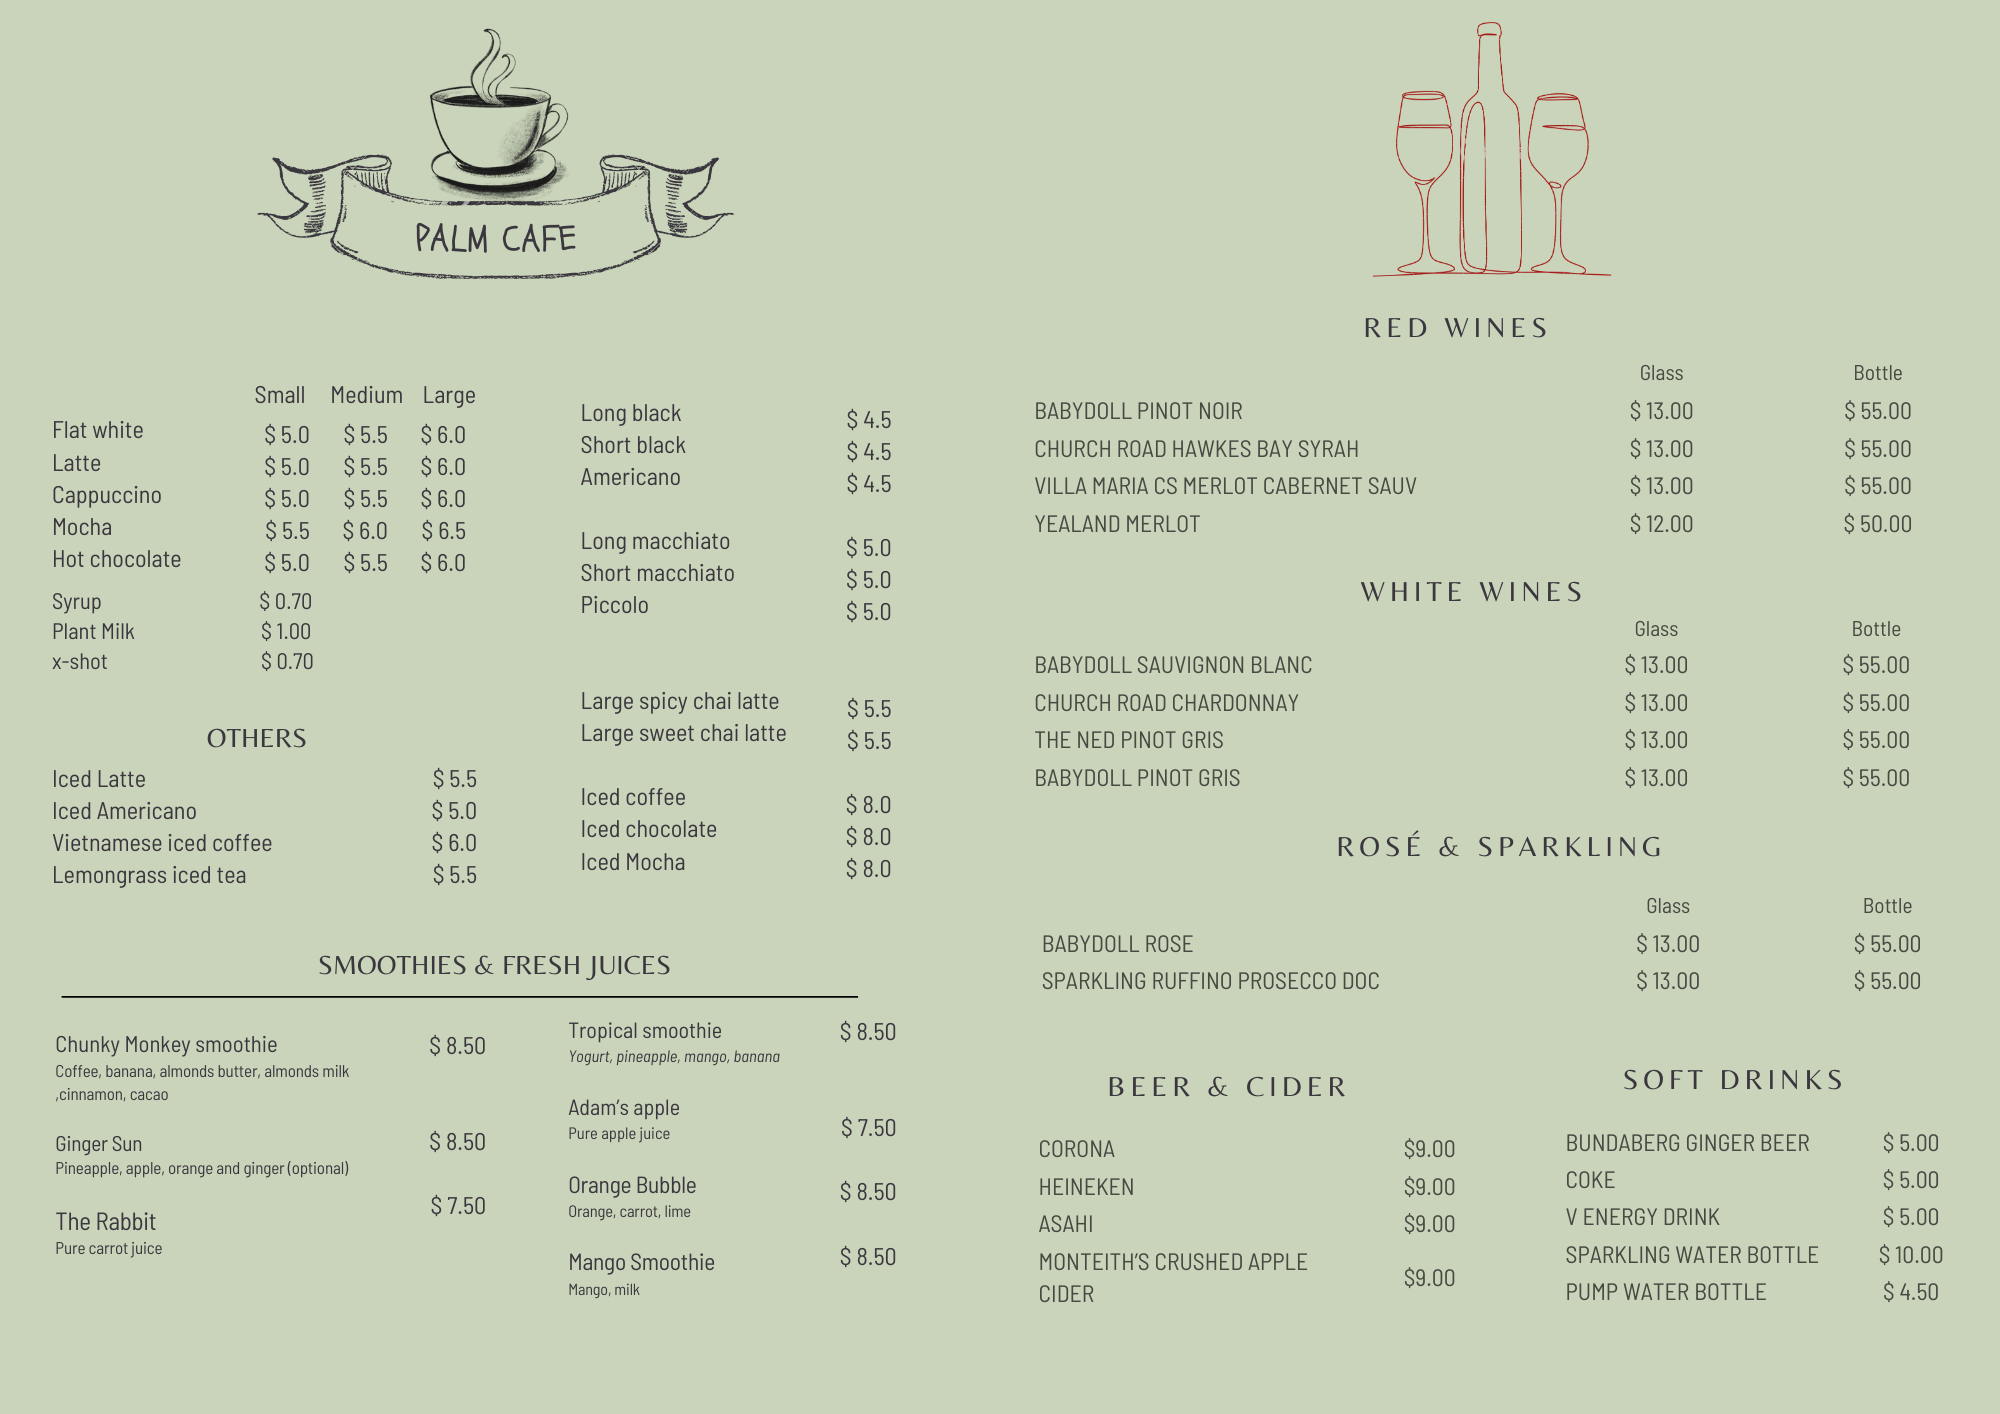 PALM CAFE
Small Medium Large
Flat white $ 5.0 $ 5.5 $ 6.0
Latte $ 5.0 $ 5.5 $ 6.0
Cappuccino $ 5.0 $ 5.5 $ 6.0
Mocha $ 5.5 $ 6.0 $ 6.5
Hot chocolate $ 5.0 $ 5.5 $ 6.0
Syrup $ 0.70
Plant Milk $ 1.00
x-shot $ 0.70
OTHERS
Iced Latte $ 5.5
Iced Americano $ 5.0
Vietnamese iced coffee $ 6.0
Lemongrass iced tea $ 5.5
Long black $ 4.5
Short black $ 4.5
Americano $ 4.5
Long macchiato $ 5.0
Short macchiato $ 5.0
Piccolo $ 5.0
Large spicy chai latte $ 5.5
Large sweet chai latte $ 5.5
Iced coffee $ 8.0
Iced chocolate $ 8.0
Iced Mocha $ 8.0
SMOOTHIES & FRESH JUICES
Chunky Monkey smoothie $ 8.50
Coffee, banana, almonds butter, almonds milk
,cinnamon, cacao
Ginger Sun $ 8.50
Pineapple, apple, orange and ginger (optional)
The Rabbit $ 7.50
Pure carrot juice
Tropical smoothie $ 8.50
Yogurt, pineapple, mango, banana
Adam's apple $ 7.50
Pure apple juice
Orange Bubble $ 8.50
Orange, carrot, lime
Mango Smoothie $ 8.50
Mango, milk
RED WINES
Glass Bottle
BABYDOLL PINOT NOIR $ 13.00 $ 55.00
CHURCH ROAD HAWKES BAY SYRAH $ 13.00 $ 55.00
VILLA MARIA CS MERLOT CABERNET SAUV $ 13.00 $ 55.00
YEALAND MERLOT $ 12.00 $ 50.00
WHITE WINES
Glass Bottle
BABYDOLL SAUVIGNON BLANC $ 13.00 $ 55.00
CHURCH ROAD CHARDONNAY $ 13.00 $ 55.00
THE NED PINOT GRIS $ 13.00 $ 55.00
BABYDOLL PINOT GRIS $ 13.00 $ 55.00
ROSÉ & SPARKLING
Glass Bottle
BABYDOLL ROSE $ 13.00 $ 55.00
SPARKLING RUFFINO PROSECCO DOC $ 13.00 $ 55.00
BEER & CIDER
CORONA $9.00
HEINEKEN $9.00
ASAHI $9.00
MONTEITH'S CRUSHED APPLE
CIDER $9.00
SOFT DRINKS
BUNDABERG GINGER BEER $ 5.00
COKE $ 5.00
V ENERGY DRINK $ 5.00
SPARKLING WATER BOTTLE $ 10.00
PUMP WATER BOTTLE $ 4.50